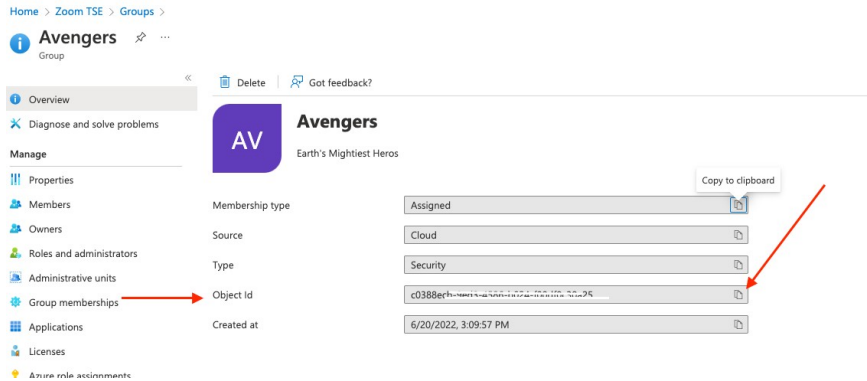 Home > Zoom TSE > Groups >
Avengers
Group
Delete
Got feedback?
Overview
Diagnose and solve problems
Manage
Properties
Members
Owners
Roles and administrators
Administrative units
Group memberships
Applications
Licenses
Azure role assignments
AV
Avengers
Earth's Mightiest Heros
Copy to clipboard
Membership type Assigned
Source Cloud
Type Security
Object Id
Created at 6/20/2022, 3:09:57 PM